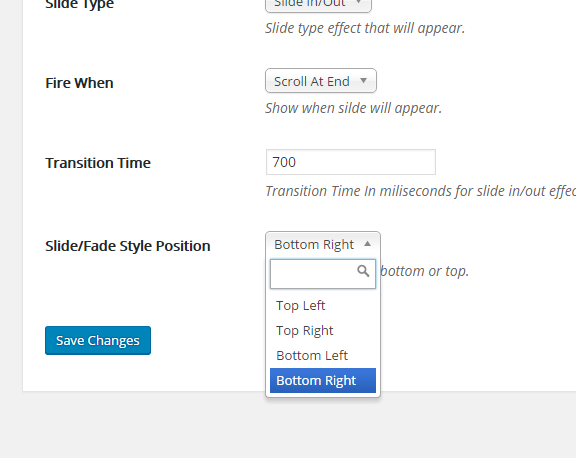 Slide Type
Slide In/Out
Slide type effect that will appear.
Fire When
Scroll At End
Show when silde will appear.
Transition Time
700
Transition Time In miliseconds for slide in/out effec
Slide/Fade Style Position
Bottom Right
bottom or top.
Top Left
Top Right
Bottom Left
Bottom Right
Save Changes